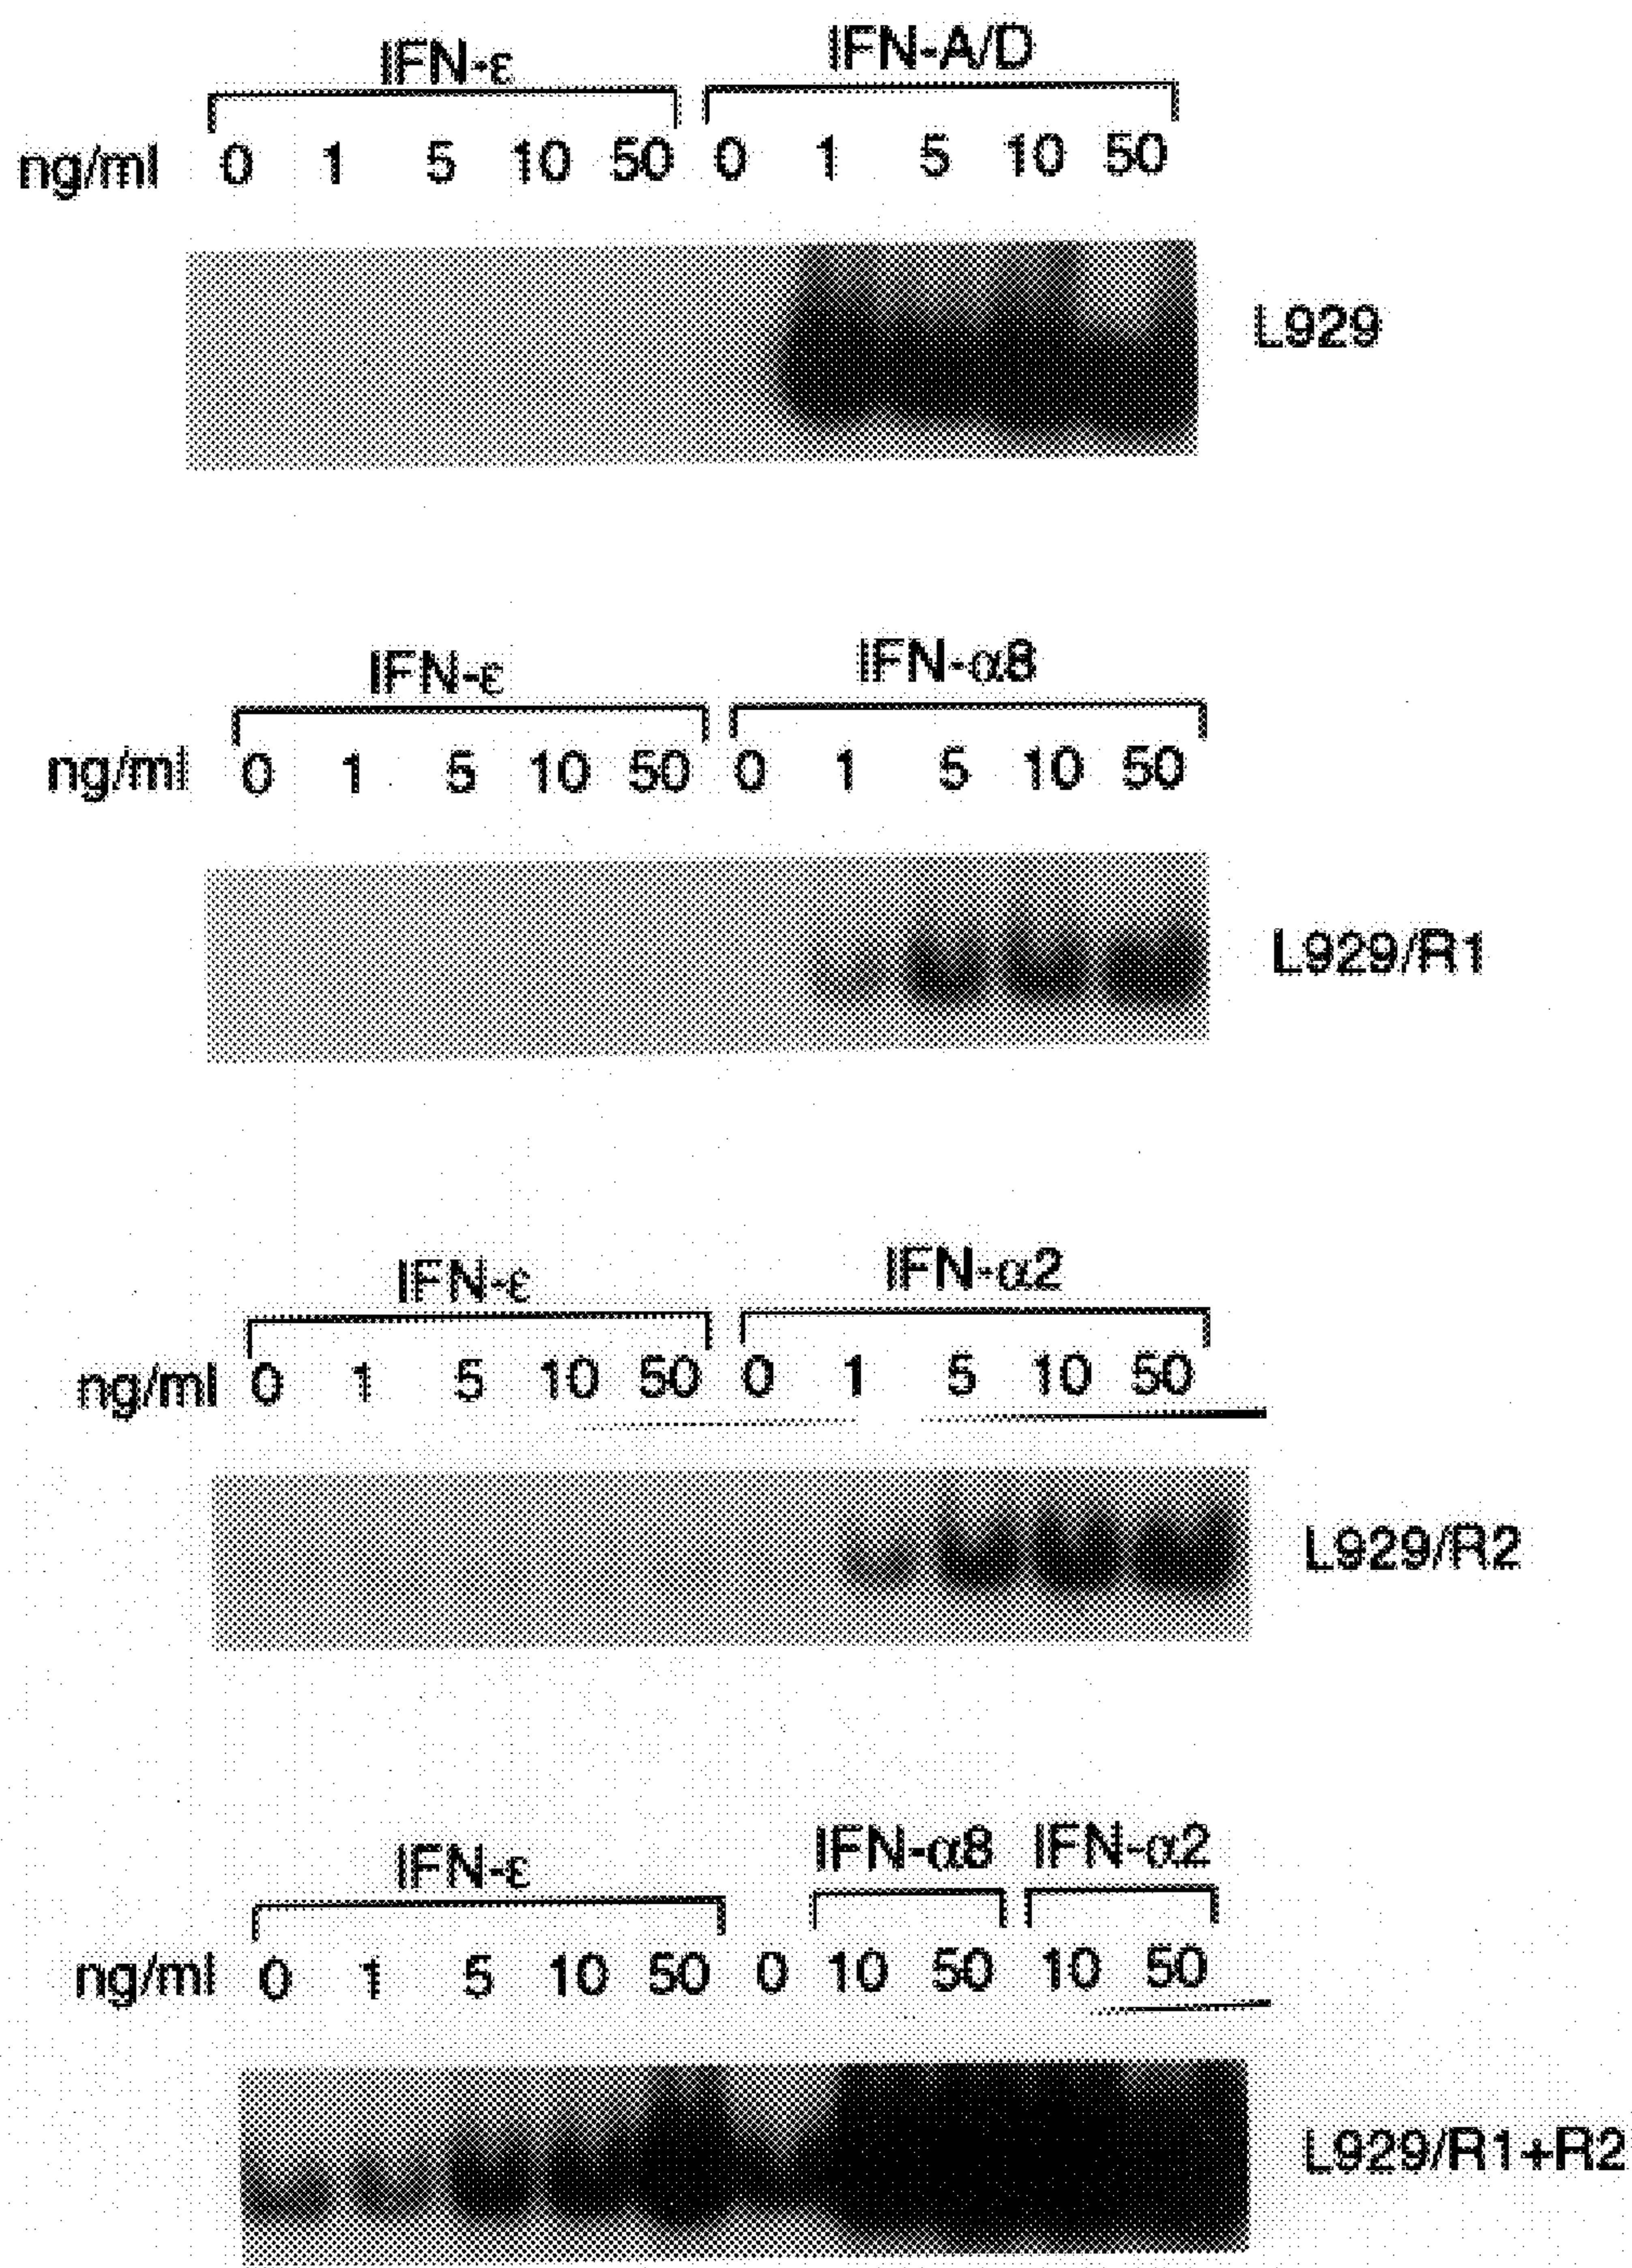 IFN-ε IFN-A/D
ng/ml 0 1 5 10 50 0 1 5 10 50
L929
IFN-ε IFN-α8
ng/ml 0 1 5 10 50 0 1 5 10 50
L929/R1
IFN-ε IFN-α2
ng/ml 0 1 5 10 50 0 1 5 10 50
L929/R2
IFN-ε IFN-α8 IFN-α2
ng/ml 0 1 5 10 50 0 10 50 10 50
L929/R1+R2